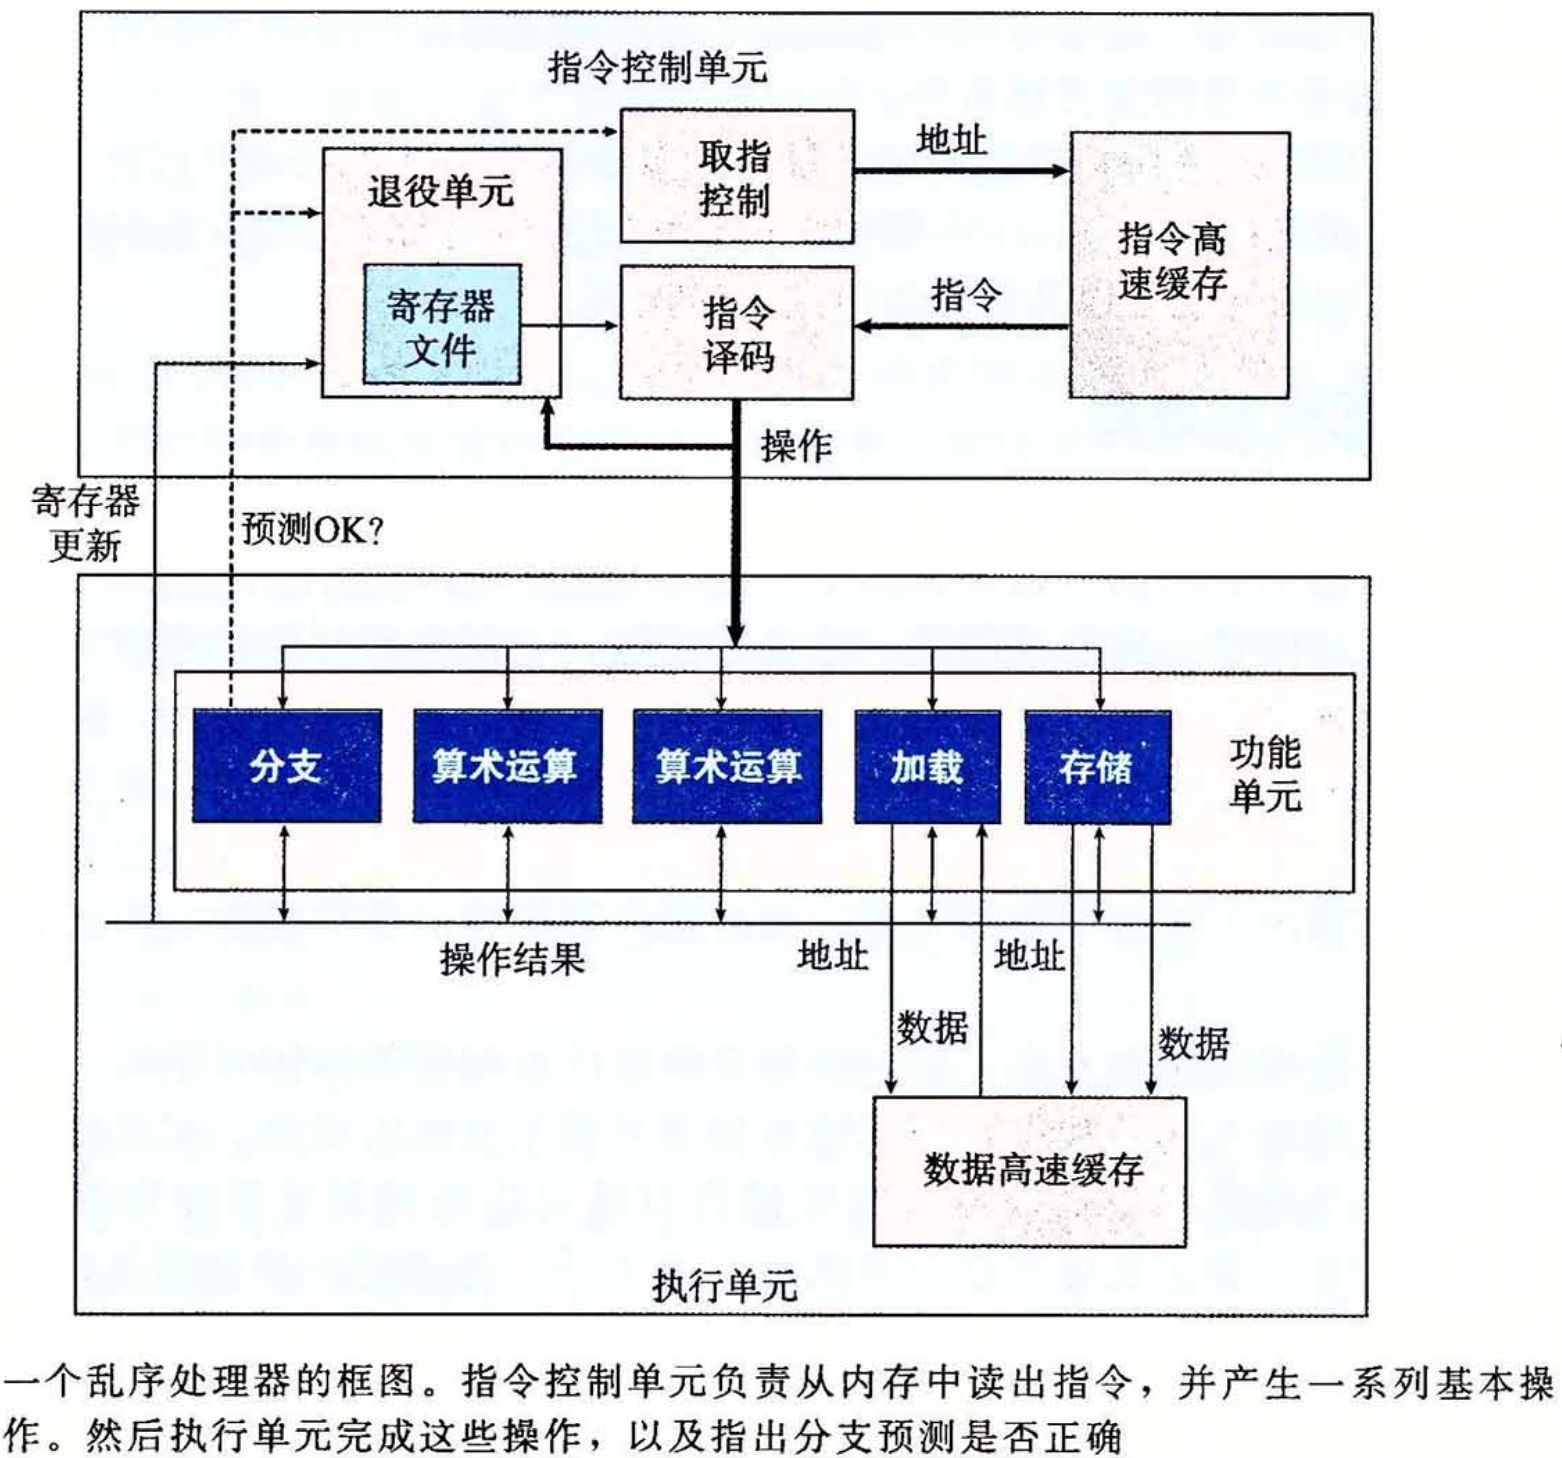 指令控制单元
取指
控制
地址
指令高
速缓存
退役单元
寄存器
文件
指令
译码
指令
操作
寄存器
更新
预测OK?
分支
算术运算
算术运算
加载
存储
功能
单元
操作结果
地址
地址
数据
数据
数据高速缓存
执行单元
一个乱序处理器的框图。指令控制单元负责从内存中读出指令，并产生一系列基本操
作。然后执行单元完成这些操作，以及指出分支预测是否正确